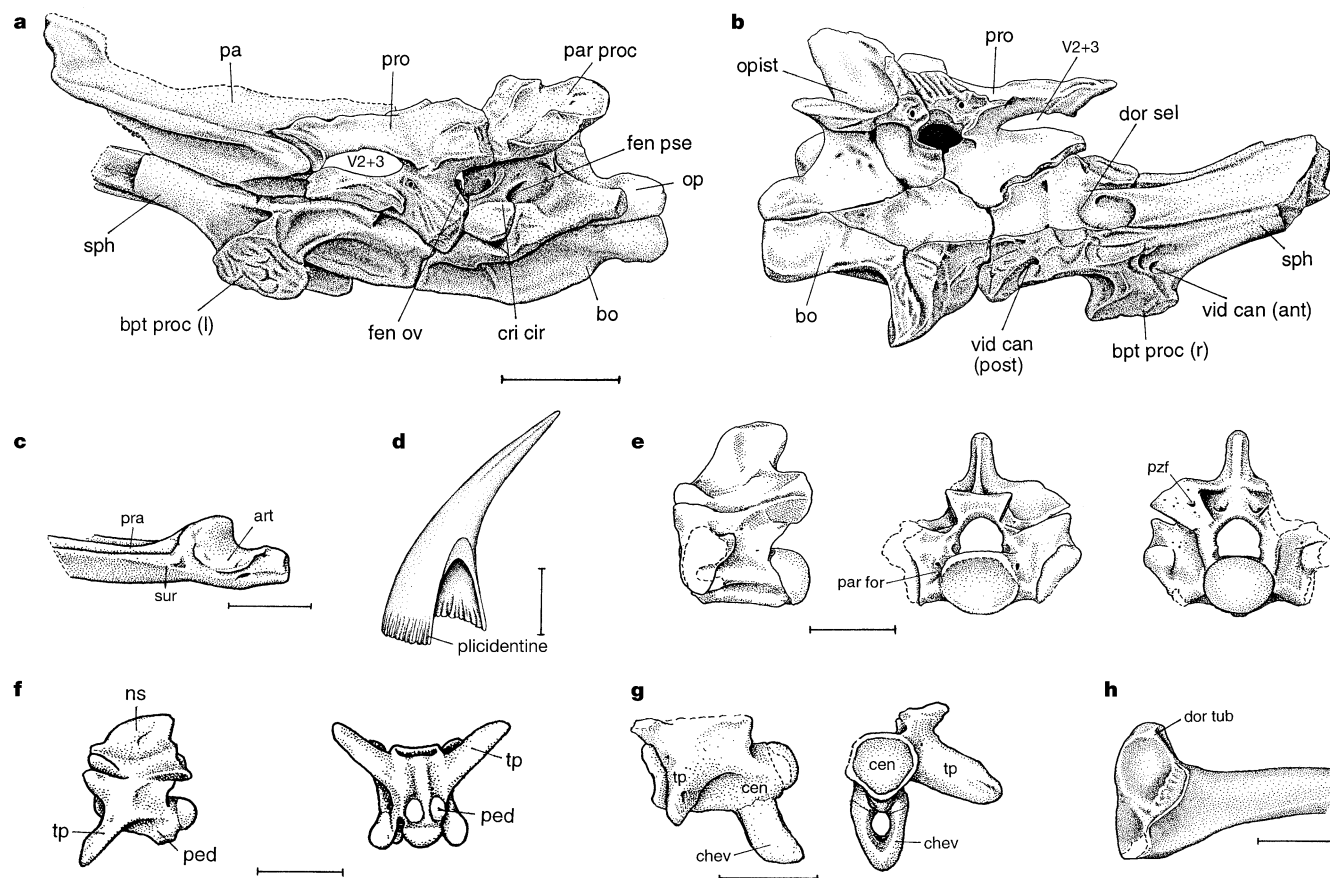 a
pa
pro
par proc
V2+3
fen pse
op
sph
bpt proc (l)
fen ov
cri cir
bo
b
opist
pro
V2+3
dor sel
bo
vid can
(post)
sph
vid can (ant)
bpt proc (r)
c
pra
art
sur
d
plicidentine
e
par for
pzf
f
ns
tp
ped
tp
ped
g
tp
cen
chev
cen
tp
chev
h
dor tub